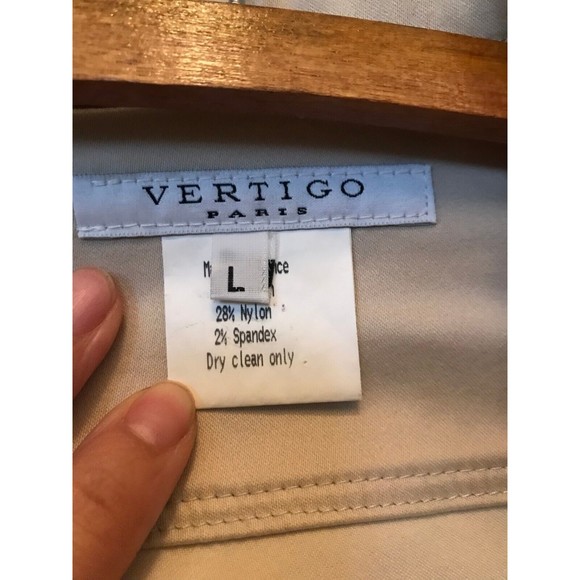 VERTIGO
PARIS
L
28% Nylon
2% Spandex
Dry clean only